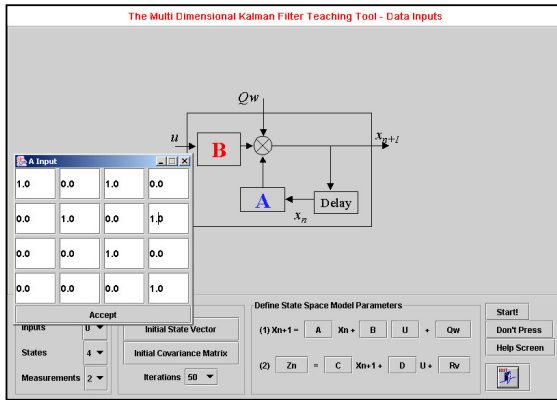 The Multi Dimensional Kalman Filter Teaching Tool - Data Inputs
Qw
u
B
x_{n+1}
A
Delay
x_n
A Input
1.0 0.0 1.0 0.0
0.0 1.0 0.0 1.0
0.0 0.0 1.0 0.0
0.0 0.0 0.0 1.0
Accept
Inputs 0
States 4
Measurements 2
Initial State Vector
Initial Covariance Matrix
Iterations 50
Define State Space Model Parameters
(1) Xn+1 = A Xn + B U + Qw
(2) Zn = C Xn+1 + D U + Rv
Start!
Don't Press
Help Screen
EXIT